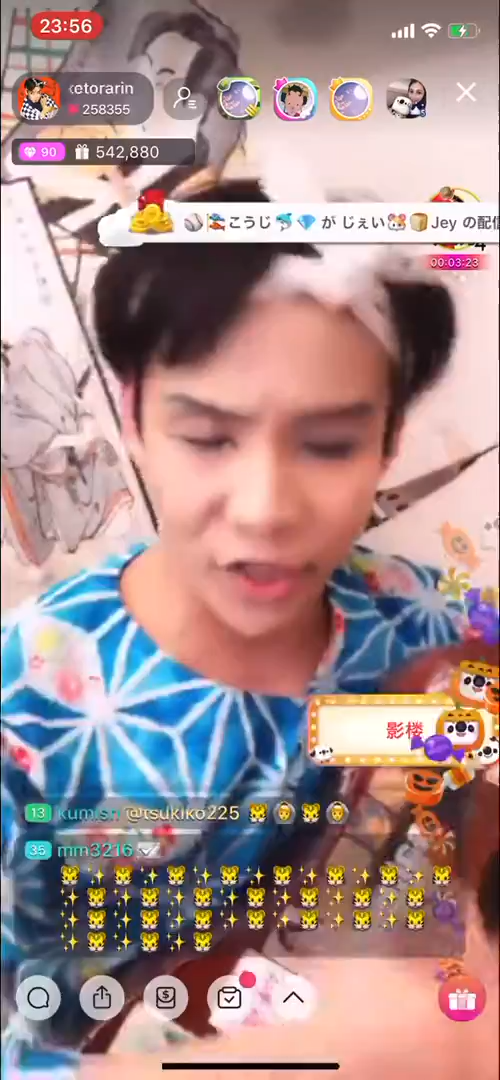 23:56
etorarin
258355
90 542,880
こうじ が じぇい Jey の配信
4
00:03:23
影楼
13 kumish @tsukiko225
35 mm3216